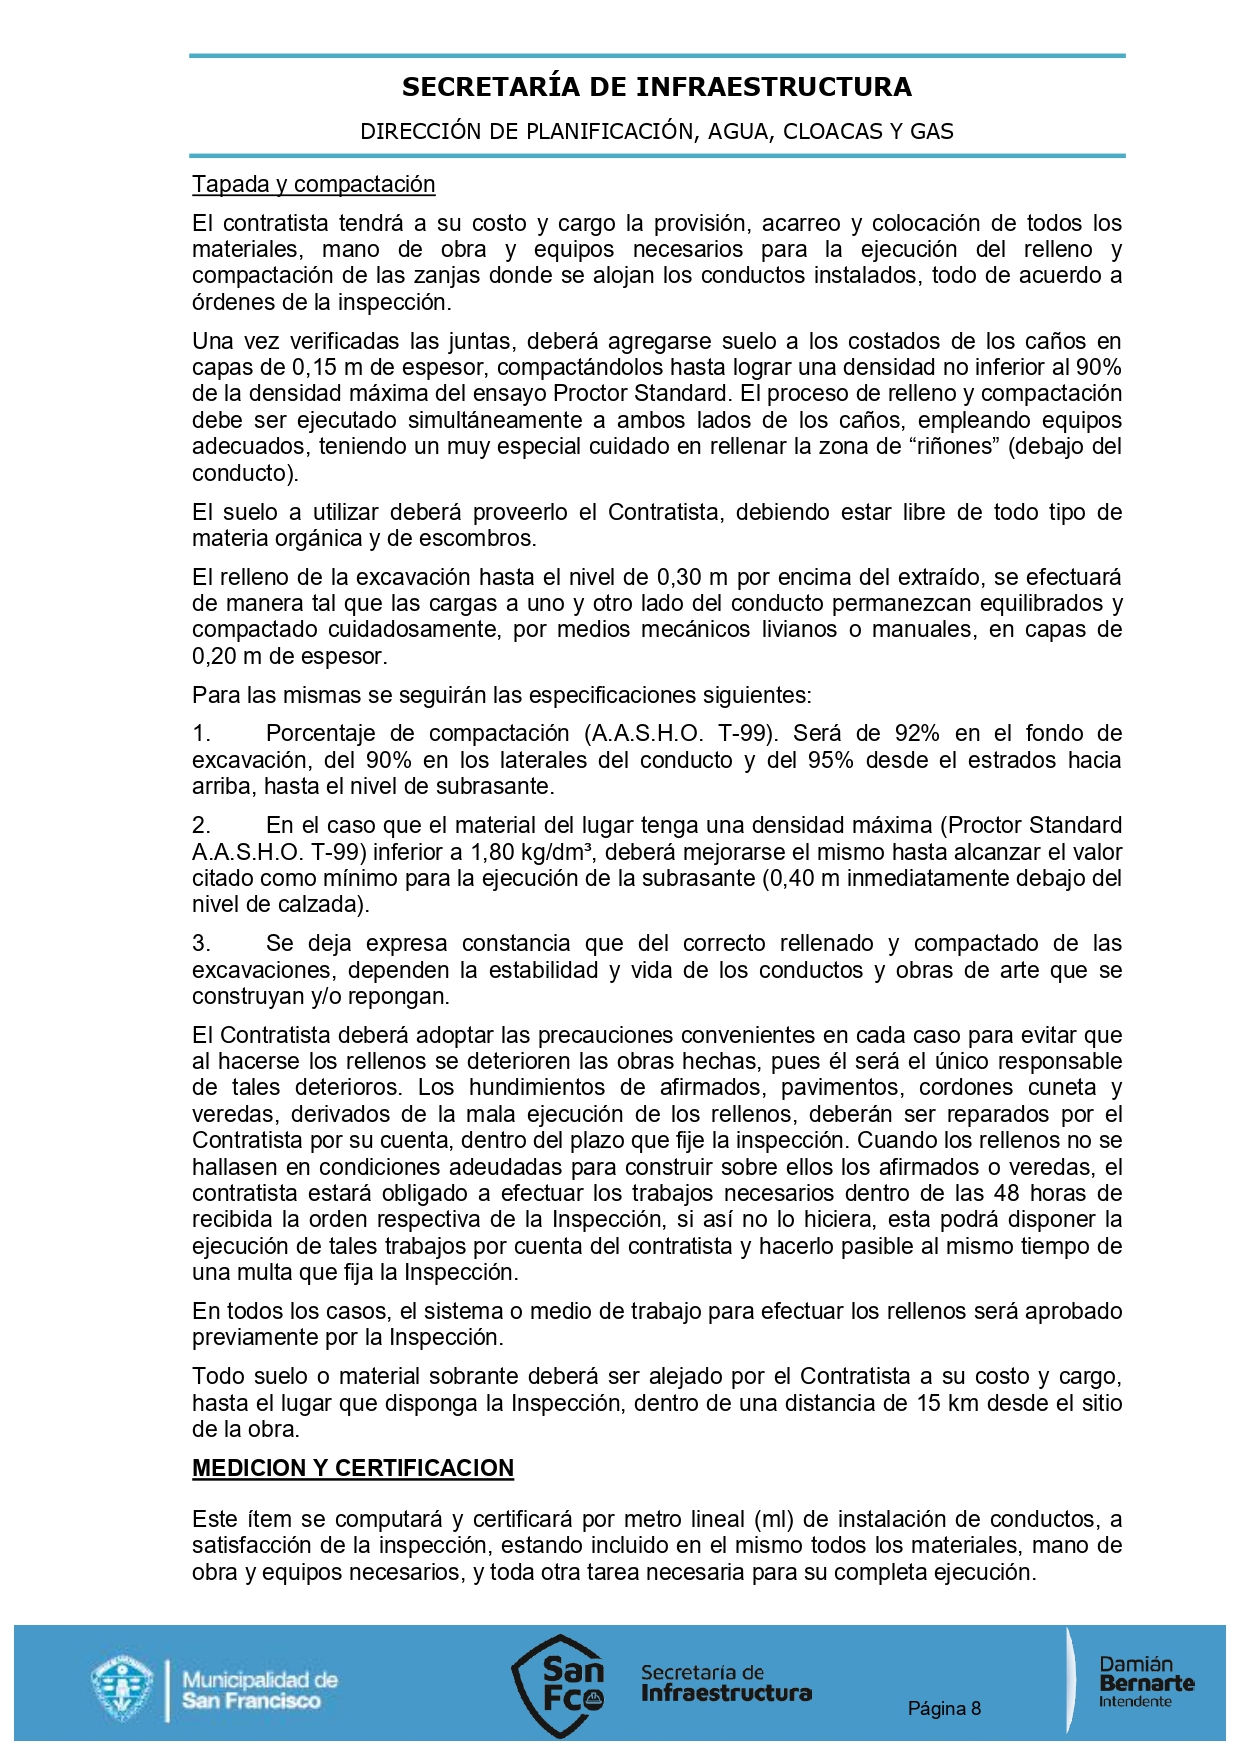 SECRETARÍA DE INFRAESTRUCTURA
DIRECCIÓN DE PLANIFICACIÓN, AGUA, CLOACAS Y GAS
Tapada y compactación
El contratista tendrá a su costo y cargo la provisión, acarreo y colocación de todos los
materiales, mano de obra y equipos necesarios para la ejecución del relleno y
compactación de las zanjas donde se alojan los conductos instalados, todo de acuerdo a
órdenes de la inspección.
Una vez verificadas las juntas, deberá agregarse suelo a los costados de los caños en
capas de 0,15 m de espesor, compactándolos hasta lograr una densidad no inferior al 90%
de la densidad máxima del ensayo Proctor Standard. El proceso de relleno y compactación
debe ser ejecutado simultáneamente a ambos lados de los caños, empleando equipos
adecuados, teniendo un muy especial cuidado en rellenar la zona de “riñones” (debajo del
conducto).
El suelo a utilizar deberá proveerlo el Contratista, debiendo estar libre de todo tipo de
materia orgánica y de escombros.
El relleno de la excavación hasta el nivel de 0,30 m por encima del extraído, se efectuará
de manera tal que las cargas a uno y otro lado del conducto permanezcan equilibrados y
compactado cuidadosamente, por medios mecánicos livianos o manuales, en capas de
0,20 m de espesor.
Para las mismas se seguirán las especificaciones siguientes:
1. Porcentaje de compactación (A.A.S.H.O. T-99). Será de 92% en el fondo de
excavación, del 90% en los laterales del conducto y del 95% desde el estrados hacia
arriba, hasta el nivel de subrasante.
2. En el caso que el material del lugar tenga una densidad máxima (Proctor Standard
A.A.S.H.O. T-99) inferior a 1,80 kg/dm³, deberá mejorarse el mismo hasta alcanzar el valor
citado como mínimo para la ejecución de la subrasante (0,40 m inmediatamente debajo del
nivel de calzada).
3. Se deja expresa constancia que del correcto rellenado y compactado de las
excavaciones, dependen la estabilidad y vida de los conductos y obras de arte que se
construyan y/o repongan.
El Contratista deberá adoptar las precauciones convenientes en cada caso para evitar que
al hacerse los rellenos se deterioren las obras hechas, pues él será el único responsable
de tales deterioros. Los hundimientos de afirmados, pavimentos, cordones cuneta y
veredas, derivados de la mala ejecución de los rellenos, deberán ser reparados por el
Contratista por su cuenta, dentro del plazo que fije la inspección. Cuando los rellenos no se
hallasen en condiciones adeudadas para construir sobre ellos los afirmados o veredas, el
contratista estará obligado a efectuar los trabajos necesarios dentro de las 48 horas de
recibida la orden respectiva de la Inspección, si así no lo hiciera, esta podrá disponer la
ejecución de tales trabajos por cuenta del contratista y hacerlo pasible al mismo tiempo de
una multa que fija la Inspección.
En todos los casos, el sistema o medio de trabajo para efectuar los rellenos será aprobado
previamente por la Inspección.
Todo suelo o material sobrante deberá ser alejado por el Contratista a su costo y cargo,
hasta el lugar que disponga la Inspección, dentro de una distancia de 15 km desde el sitio
de la obra.
MEDICION Y CERTIFICACION
Este ítem se computará y certificará por metro lineal (ml) de instalación de conductos, a
satisfacción de la inspección, estando incluido en el mismo todos los materiales, mano de
obra y equipos necesarios, y toda otra tarea necesaria para su completa ejecución.
Municipalidad de
San Francisco
San
Fco
Secretaría de
Infraestructura
Página 8
Damián
Bernarte
Intendente